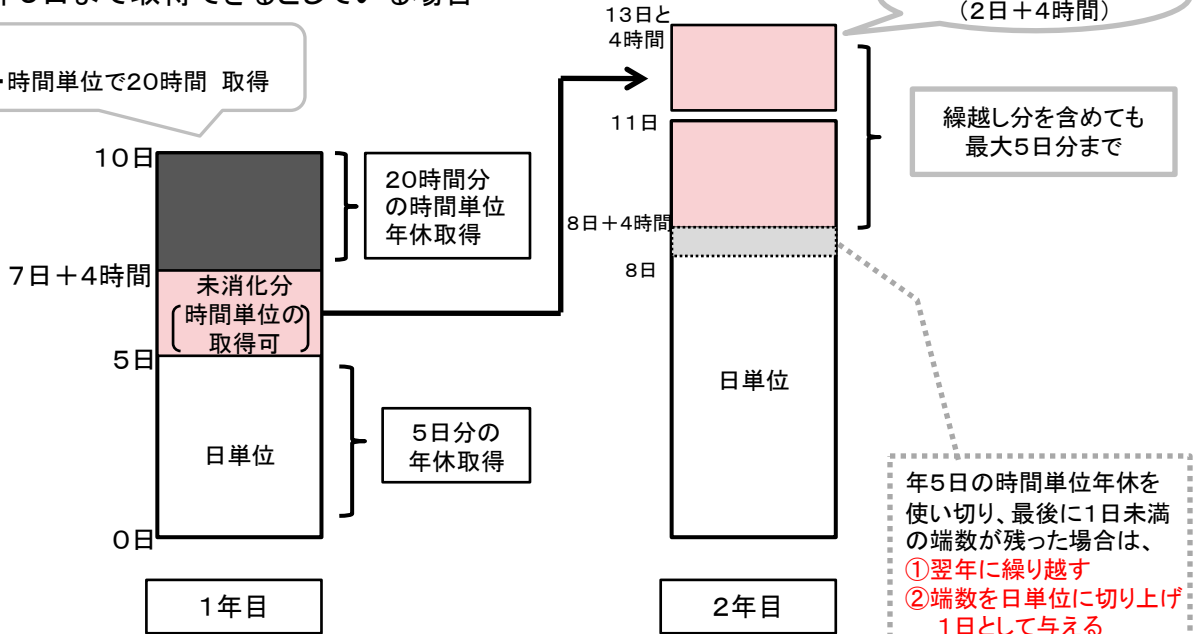 ・時間単位で20時間 取得
10日
7日+4時間
5日
0日
20時間分
の時間単位
年休取得
未消化分
時間単位の
取得可
日単位
5日分の
年休取得
1年目
13日と
4時間
11日
8日+4時間
8日
日単位
2年目
(2日+4時間)
繰越し分を含めても
最大5日分まで
年5日の時間単位年休を
使い切り、最後に1日未満
の端数が残った場合は、
①翌年に繰り越す
②端数を日単位に切り上げ
1日として与える